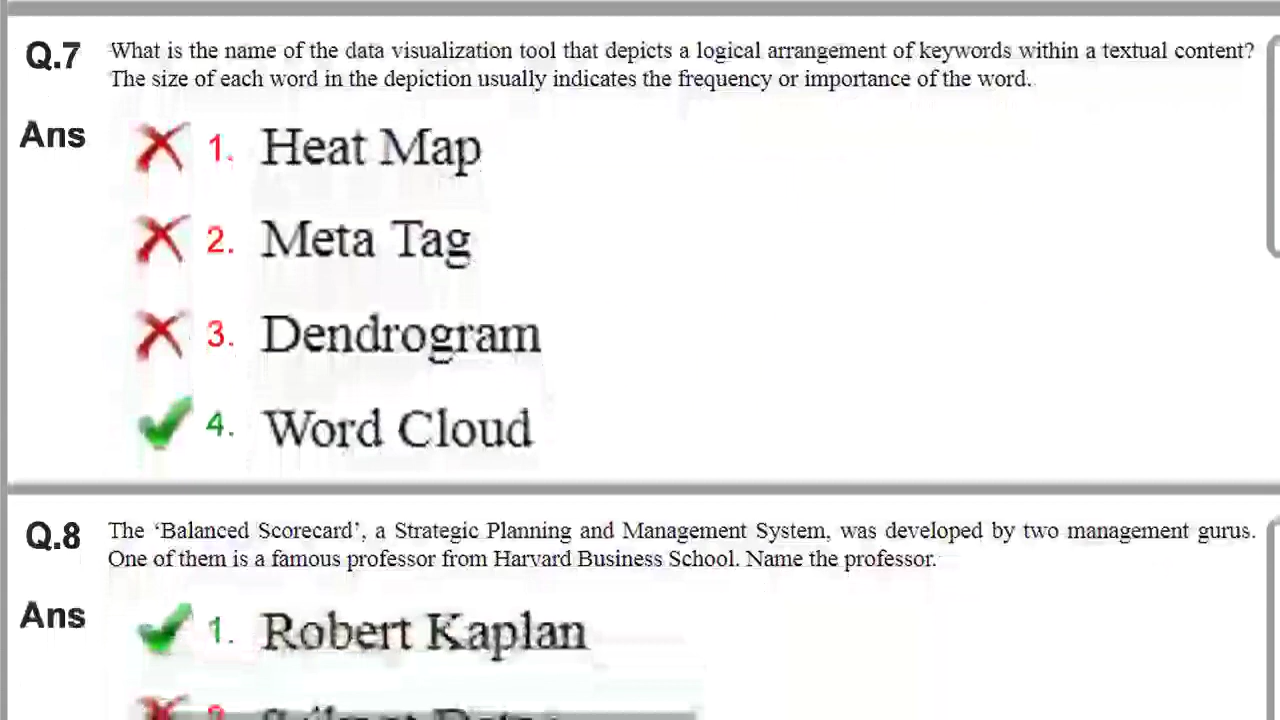 Q.7 What is the name of the data visualization tool that depicts a logical arrangement of keywords within a textual content?
The size of each word in the depiction usually indicates the frequency or importance of the word.
Ans 1. Heat Map
2. Meta Tag
3. Dendrogram
4. Word Cloud
Q.8 The ‘Balanced Scorecard’, a Strategic Planning and Management System, was developed by two management gurus.
One of them is a famous professor from Harvard Business School. Name the professor.
Ans 1. Robert Kaplan